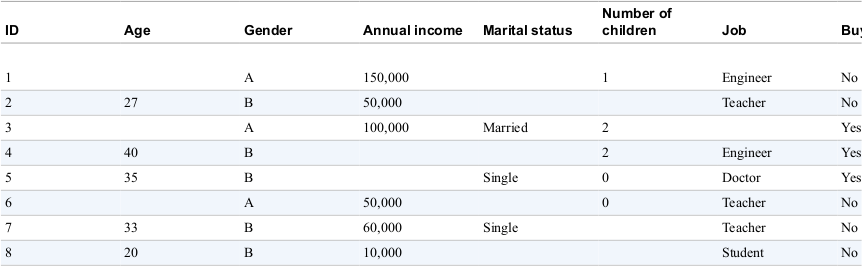 ID Age Gender Annual income Marital status Number of children Job Buy
1 A 150,000 1 Engineer No
2 27 B 50,000 Teacher No
3 A 100,000 Married 2 Yes
4 40 B 2 Engineer Yes
5 35 B Single 0 Doctor Yes
6 A 50,000 0 Teacher No
7 33 B 60,000 Single Teacher No
8 20 B 10,000 Student No